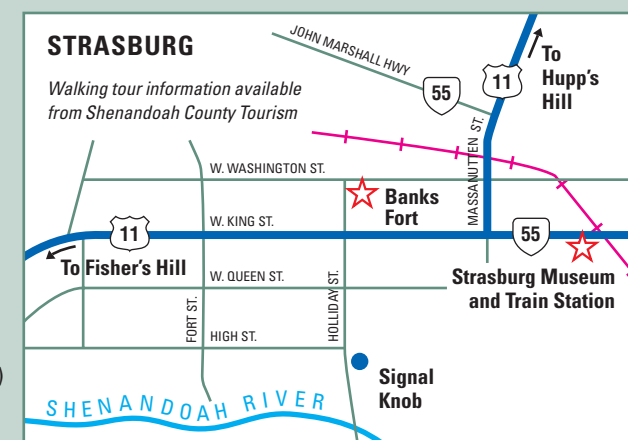 STRASBURG
Walking tour information available
from Shenandoah County Tourism
JOHN MARSHALL HWY
55
11
To
Hupp's
Hill
MASSANUTTEN ST.
W. WASHINGTON ST.
Banks
Fort
11
W. KING ST.
55
To Fisher's Hill
W. QUEEN ST.
Strasburg Museum
and Train Station
FORT ST.
HOLLIDAY ST.
HIGH ST.
Signal
Knob
SHENANDOAH RIVER
)